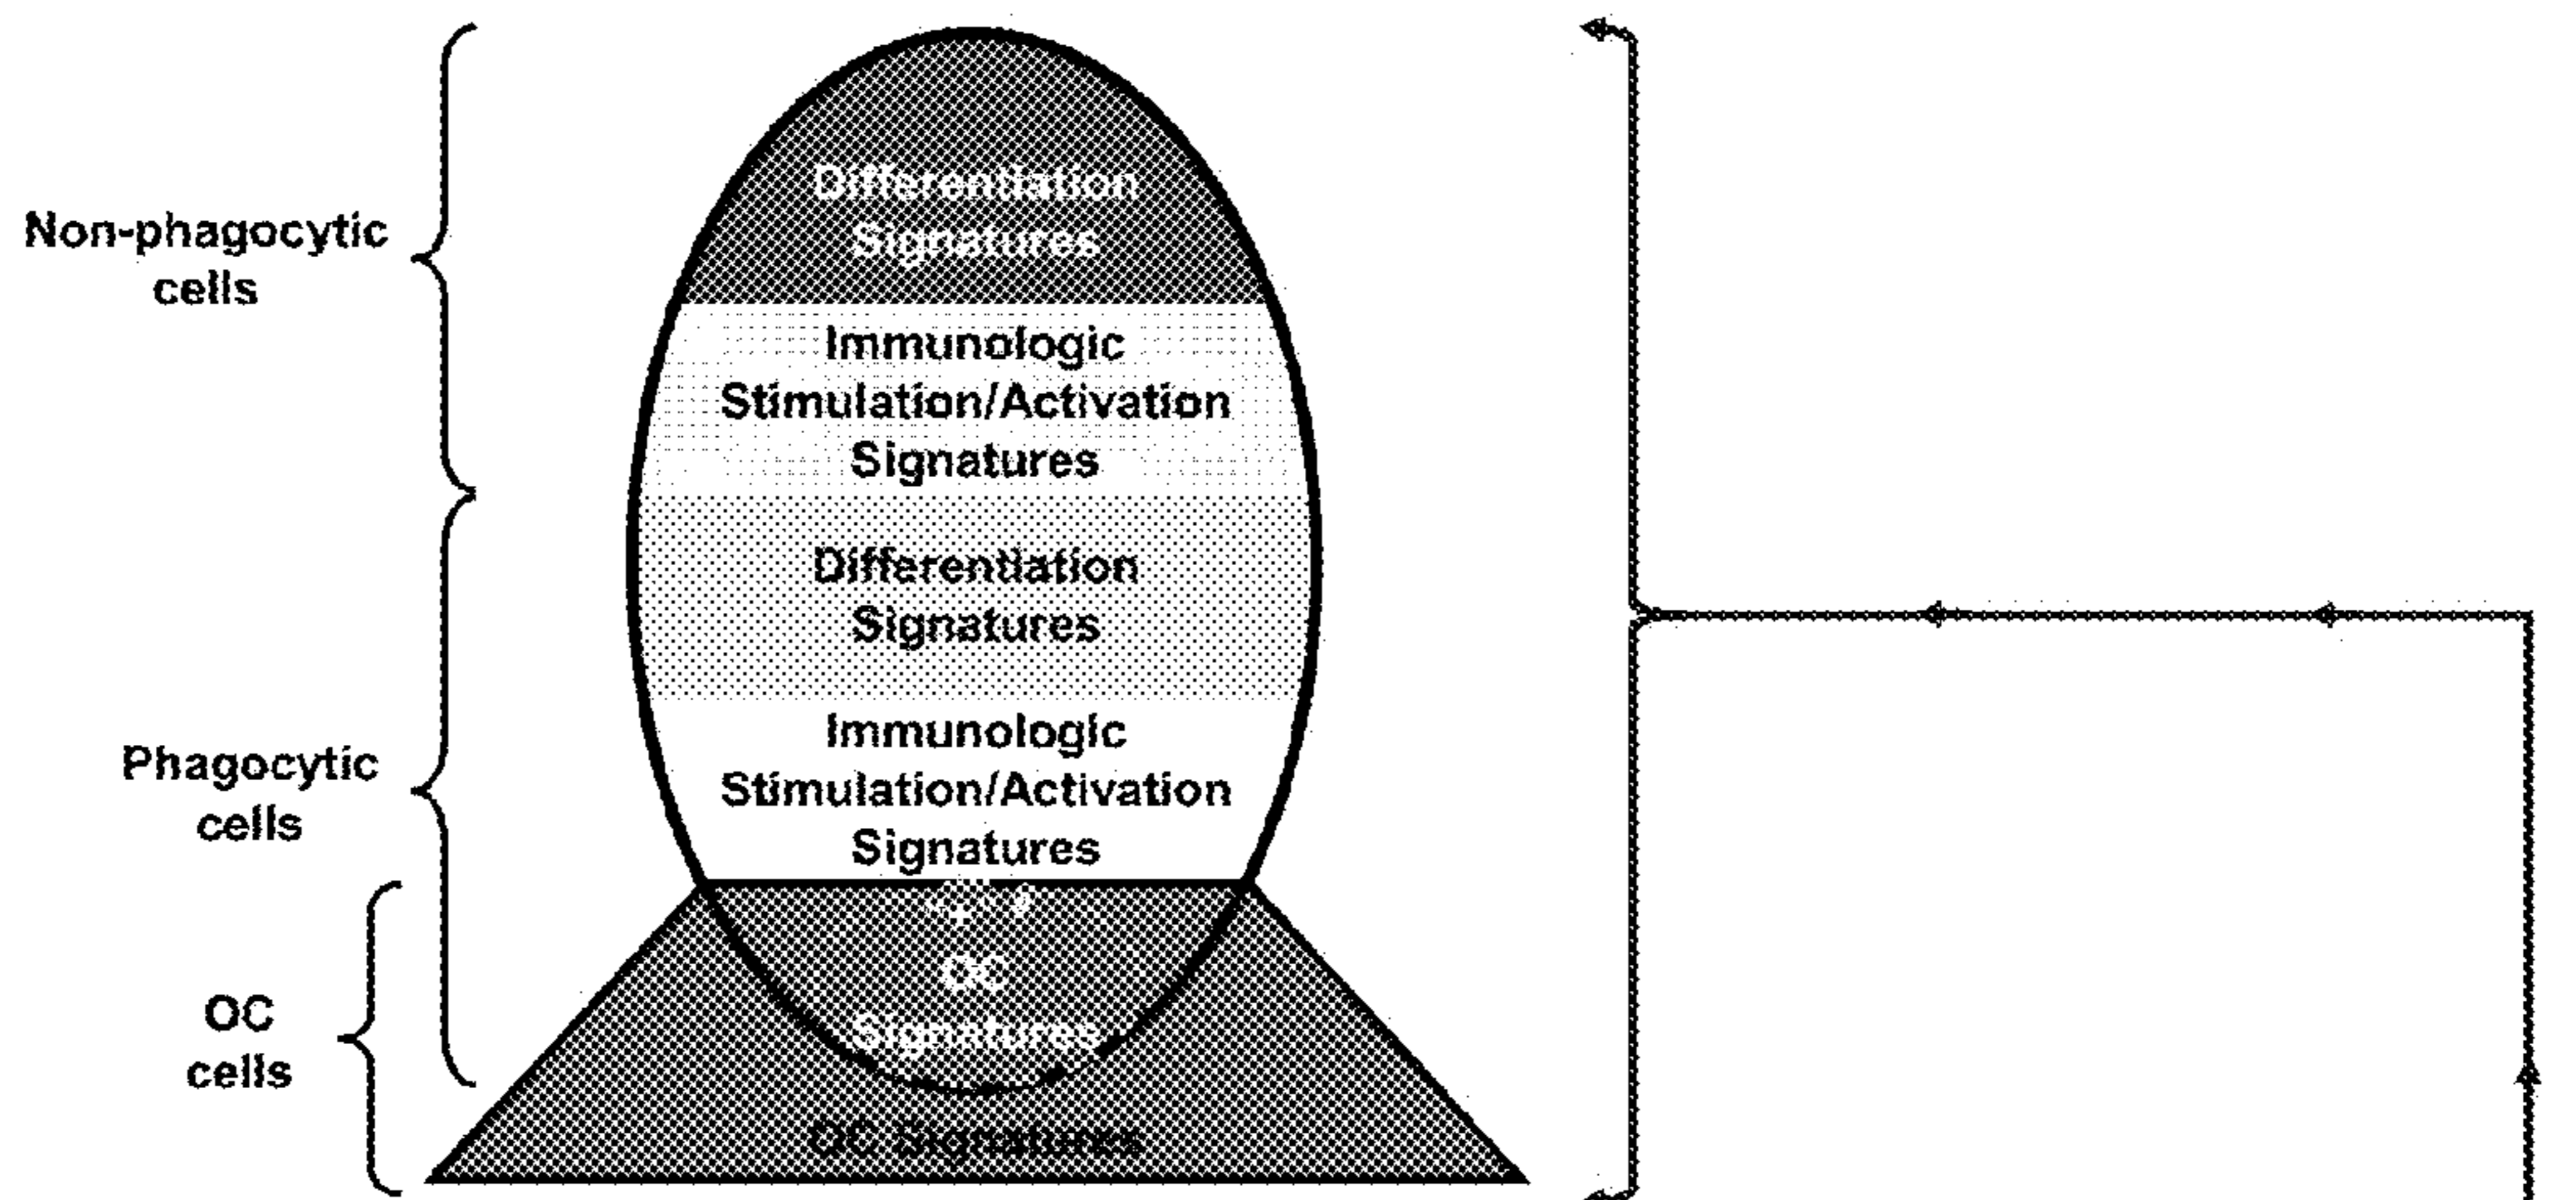 Non-phagocytic
cells
Differentiation
Signatures
Immunologic
Stimulation/Activation
Signatures
Differentiation
Signatures
Phagocytic
cells
Immunologic
Stimulation/Activation
Signatures
OC
cells
OC
Signatures
OC Signatures